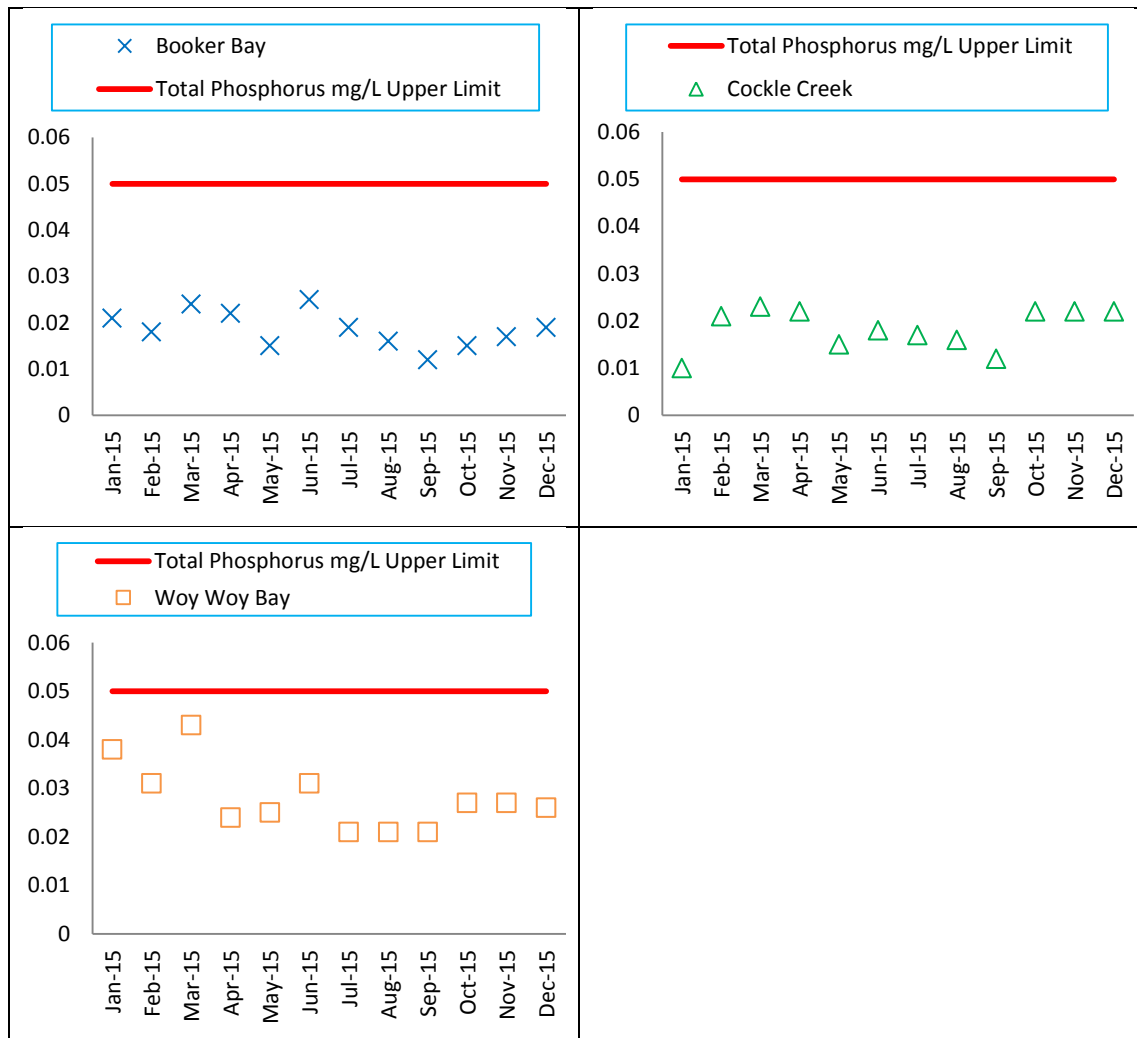 Booker Bay
Total Phosphorus mg/L Upper Limit
0.06
0.05
0.04
0.03
0.02
0.01
0
Jan-15
Feb-15
Mar-15
Apr-15
May-15
Jun-15
Jul-15
Aug-15
Sep-15
Oct-15
Nov-15
Dec-15
Total Phosphorus mg/L Upper Limit
Cockle Creek
0.06
0.05
0.04
0.03
0.02
0.01
0
Jan-15
Feb-15
Mar-15
Apr-15
May-15
Jun-15
Jul-15
Aug-15
Sep-15
Oct-15
Nov-15
Dec-15
Total Phosphorus mg/L Upper Limit
Woy Woy Bay
0.06
0.05
0.04
0.03
0.02
0.01
0
Jan-15
Feb-15
Mar-15
Apr-15
May-15
Jun-15
Jul-15
Aug-15
Sep-15
Oct-15
Nov-15
Dec-15